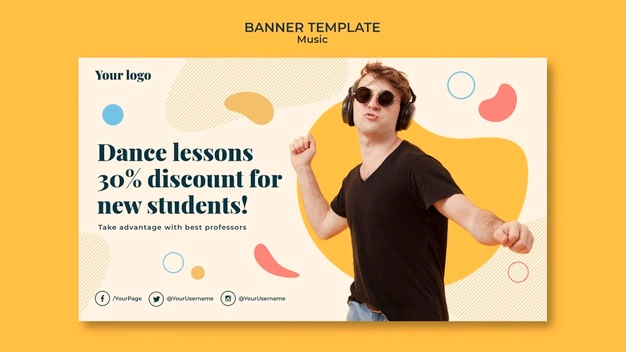 BANNER TEMPLATE
Music
Your logo
Dance lessons
30% discount for
new students!
Take advantage with best professors
/YourPage @YourUsername @YourUsername